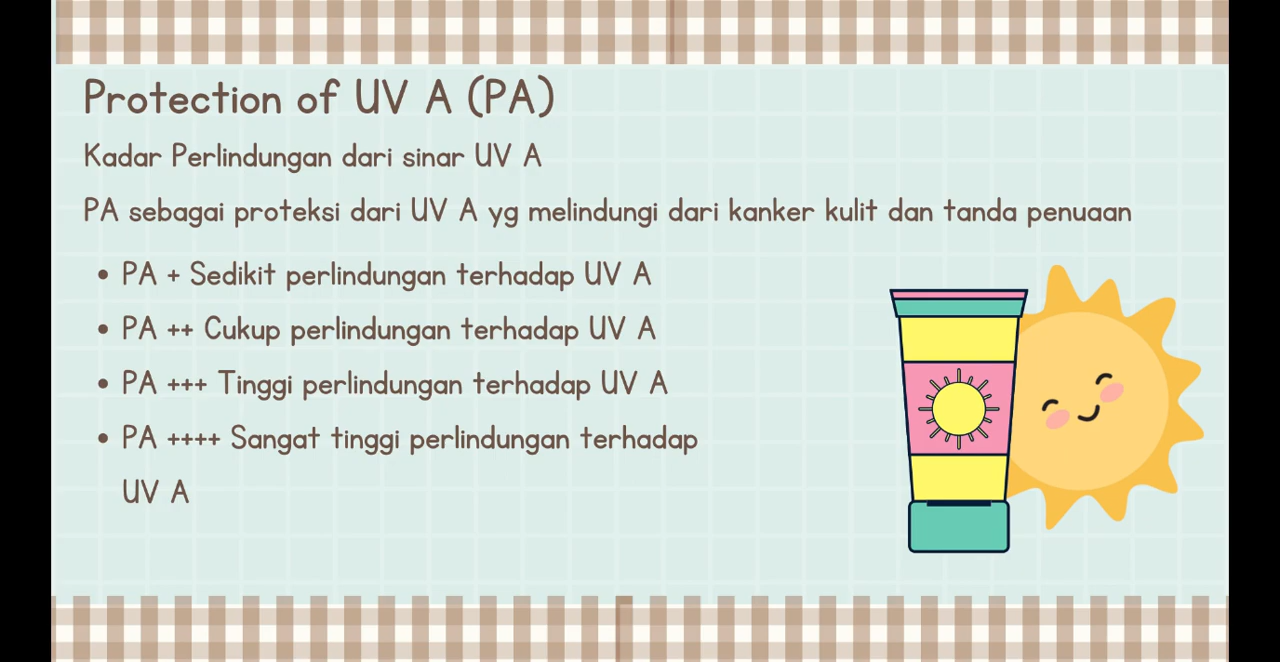 Protection of UV A (PA)
Kadar Perlindungan dari sinar UV A
PA sebagai proteksi dari UV A yg melindungi dari kanker kulit dan tanda penuaan
• PA + Sedikit perlindungan terhadap UV A
• PA ++ Cukup perlindungan terhadap UV A
• PA +++ Tinggi perlindungan terhadap UV A
• PA ++++ Sangat tinggi perlindungan terhadap
UV A